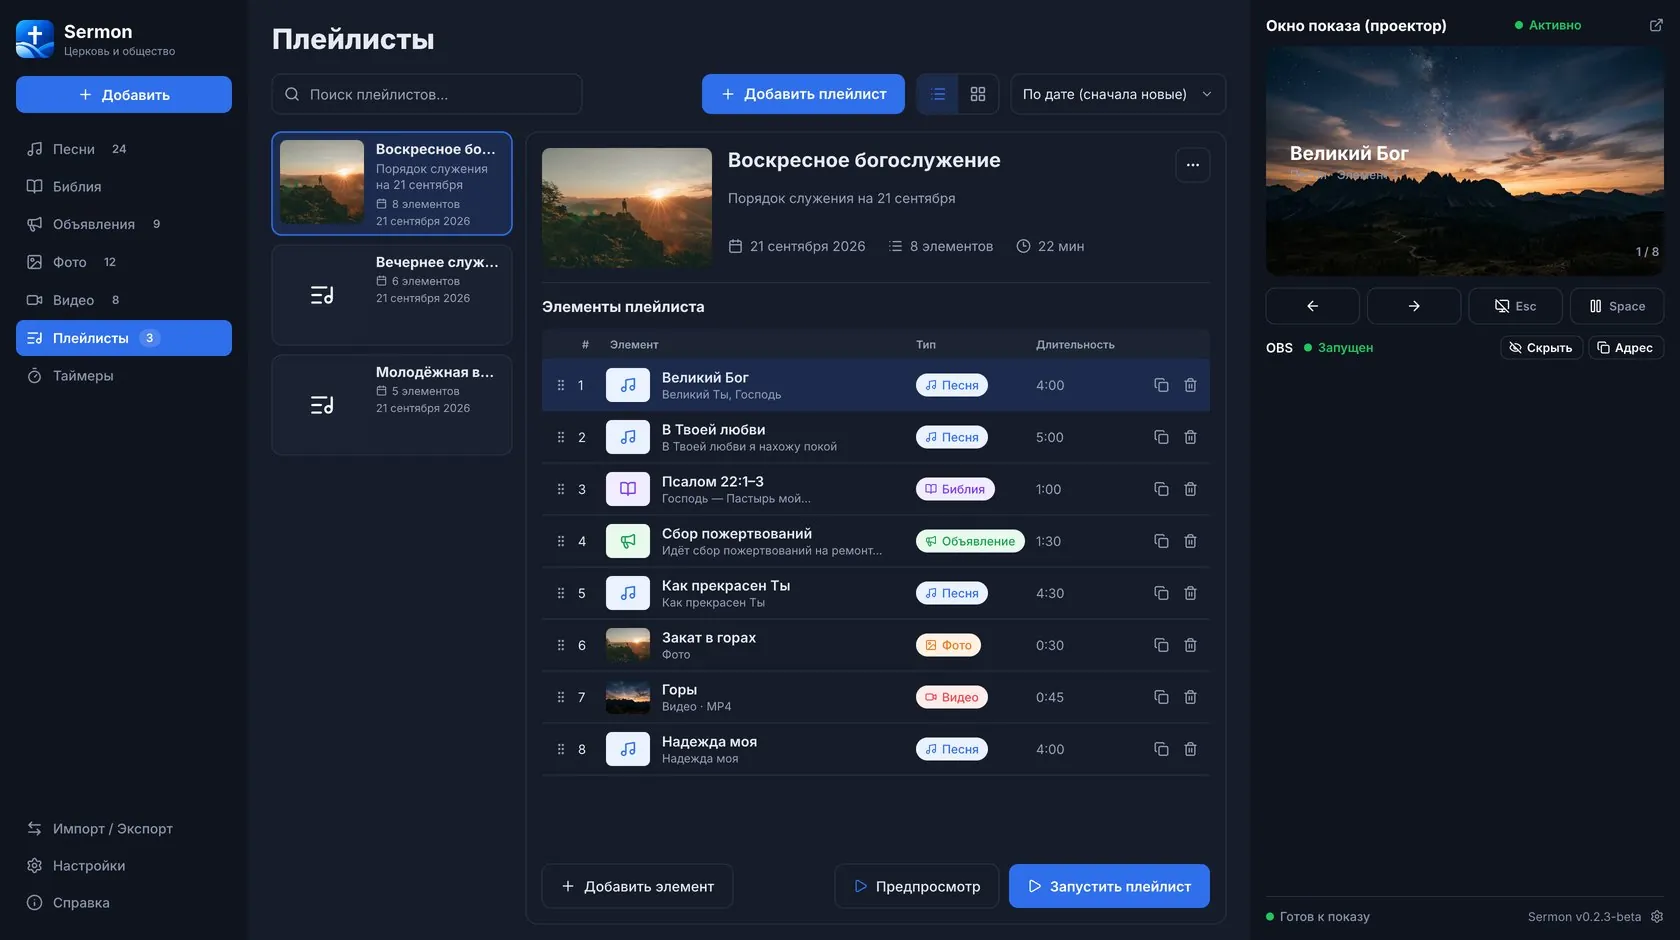 Sermon
Церковь и общество
Добавить
Песни 24
Библия
Объявления 9
Фото 12
Видео 8
Плейлисты 3
Таймеры
Импорт / Экспорт
Настройки
Справка
Плейлисты
Поиск плейлистов...
Добавить плейлист
По дате (сначала новые)
Воскресное бо...
Порядок служения
на 21 сентября
8 элементов
21 сентября 2026
Вечернее служ...
6 элементов
21 сентября 2026
Молодёжная в...
5 элементов
21 сентября 2026
Воскресное богослужение
Порядок служения на 21 сентября
21 сентября 2026 8 элементов 22 мин
Элементы плейлиста
# Элемент Тип Длительность
1 Великий Бог Песня 4:00
Великий Ты, Господь
2 В Твоей любви Песня 5:00
В Твоей любви я нахожу покой
3 Псалом 22:1–3 Библия 1:00
Господь — Пастырь мой...
4 Сбор пожертвований Объявление 1:30
Идёт сбор пожертвований на ремонт...
5 Как прекрасен Ты Песня 4:30
Как прекрасен Ты
6 Закат в горах Фото 0:30
Фото
7 Горы Видео 0:45
Видео · MP4
8 Надежда моя Песня 4:00
Надежда моя
Добавить элемент
Предпросмотр
Запустить плейлист
Окно показа (проектор) Активно
Великий Бог
1 / 8
Esc
Space
OBS Запущен Скрыть Адрес
Готов к показу Sermon v0.2.3-beta